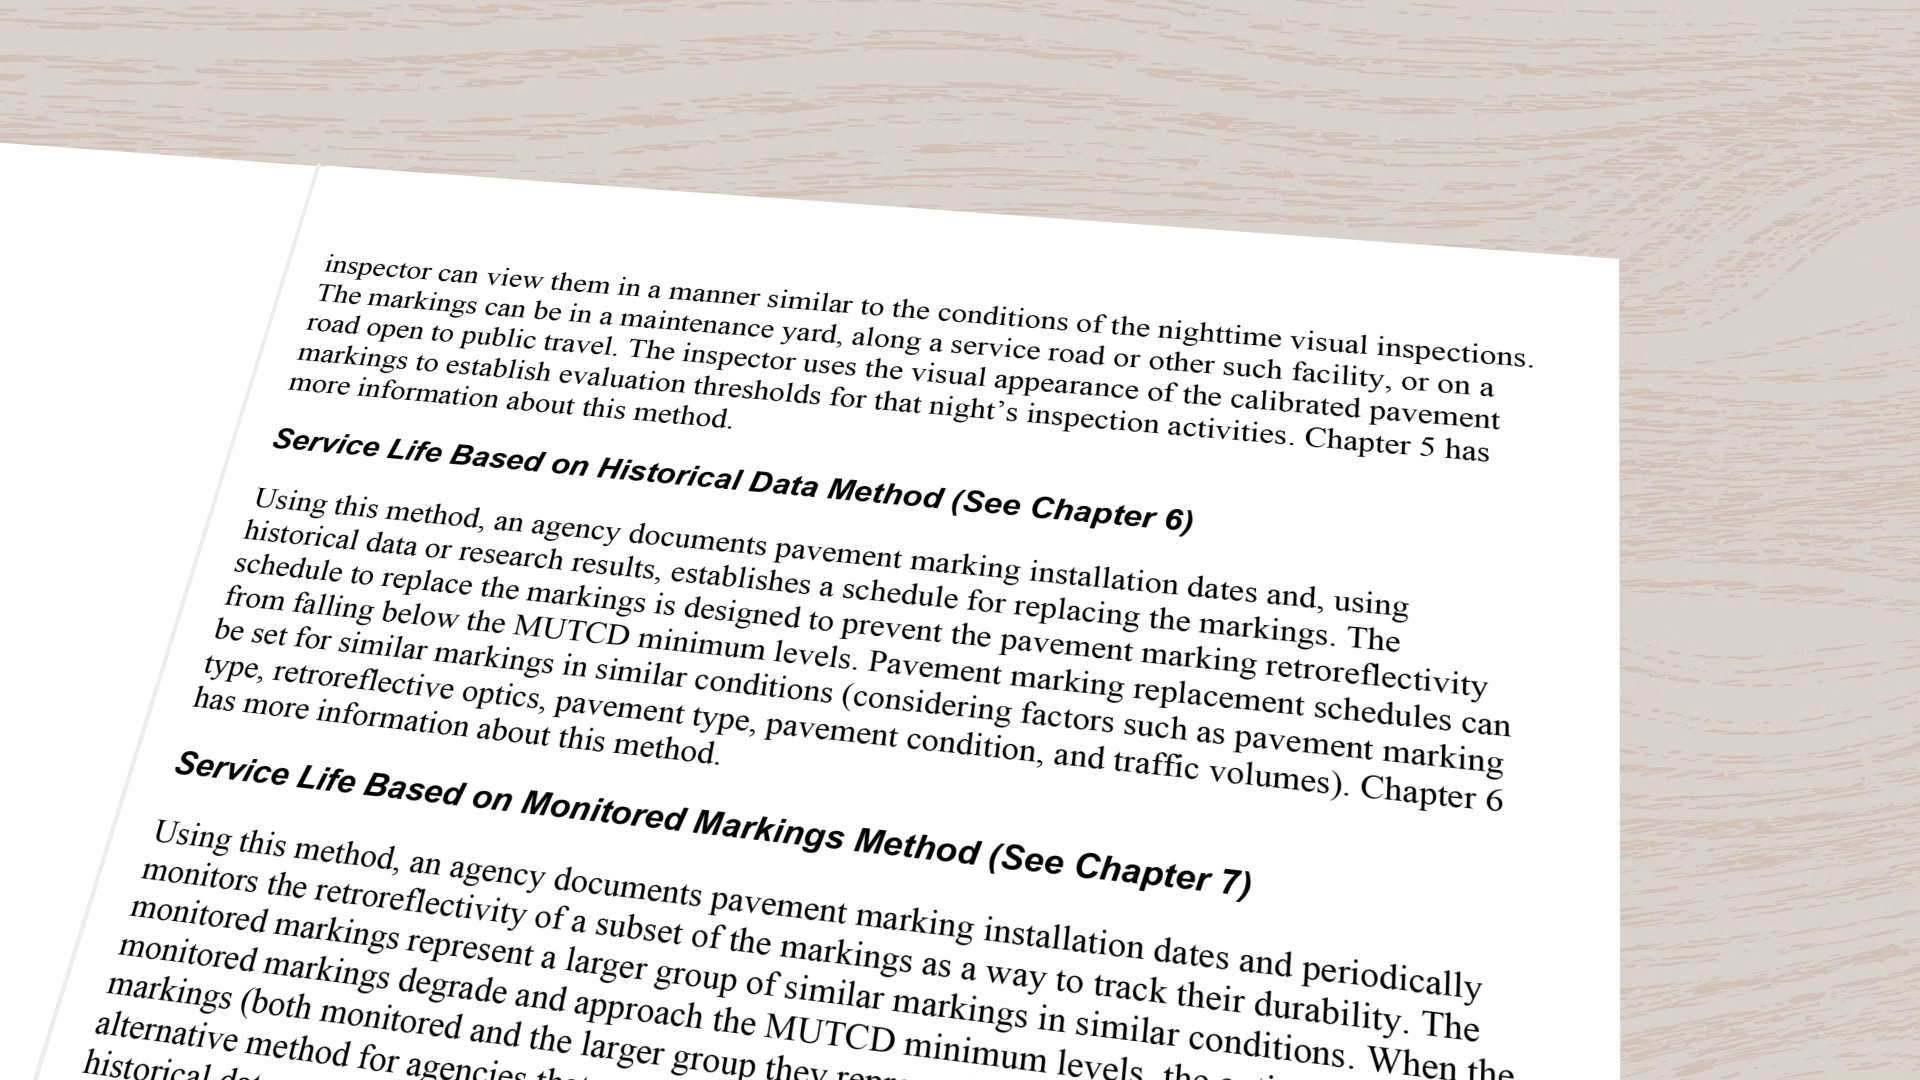 inspector can view them in a manner similar to the conditions of the nighttime visual inspections.
The markings can be in a maintenance yard, along a service road or other such facility, or on a
road open to public travel. The inspector uses the visual appearance of the calibrated pavement
markings to establish evaluation thresholds for that night’s inspection activities. Chapter 5 has
more information about this method.
Service Life Based on Historical Data Method (See Chapter 6)
Using this method, an agency documents pavement marking installation dates and, using
historical data or research results, establishes a schedule for replacing the markings. The
schedule to replace the markings is designed to prevent the pavement marking retroreflectivity
from falling below the MUTCD minimum levels. Pavement marking replacement schedules can
be set for similar markings in similar conditions (considering factors such as pavement marking
type, retroreflective optics, pavement type, pavement condition, and traffic volumes). Chapter 6
has more information about this method.
Service Life Based on Monitored Markings Method (See Chapter 7)
Using this method, an agency documents pavement marking installation dates and periodically
monitors the retroreflectivity of a subset of the markings as a way to track their durability. The
monitored markings represent a larger group of similar markings in similar conditions. When the
monitored markings degrade and approach the MUTCD minimum levels, the
markings (both monitored and the larger group they
alternative method for agencies
historical